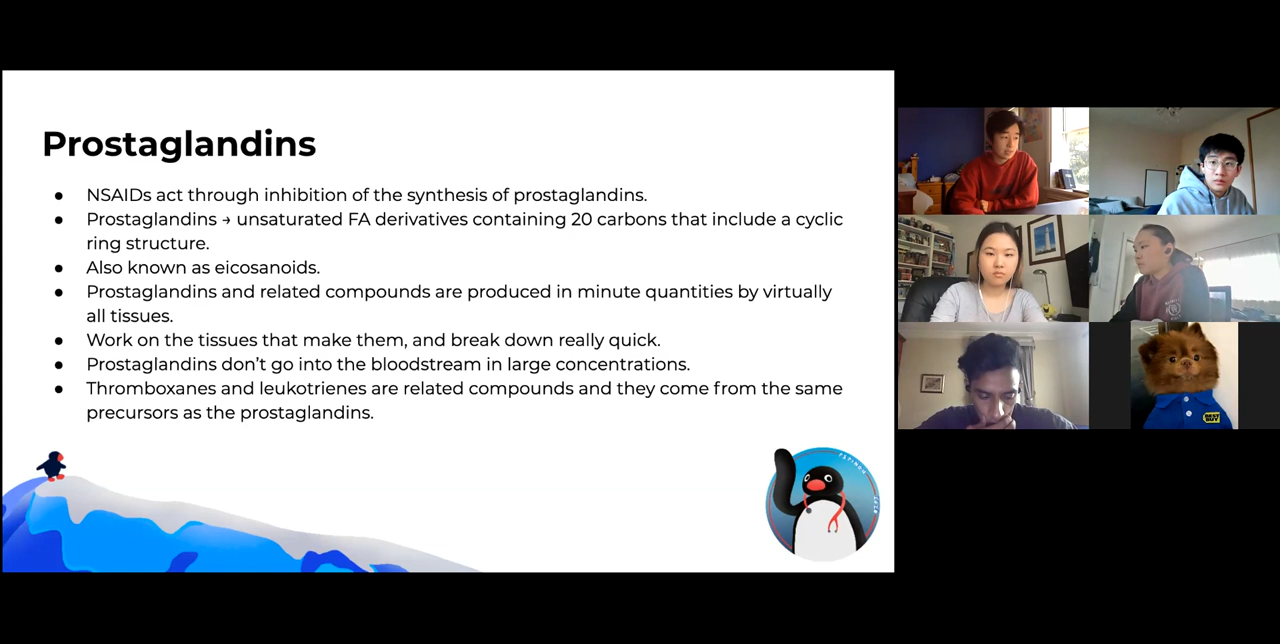 Prostaglandins
● NSAIDs act through inhibition of the synthesis of prostaglandins.
● Prostaglandins → unsaturated FA derivatives containing 20 carbons that include a cyclic
ring structure.
● Also known as eicosanoids.
● Prostaglandins and related compounds are produced in minute quantities by virtually
all tissues.
● Work on the tissues that make them, and break down really quick.
● Prostaglandins don't go into the bloodstream in large concentrations.
● Thromboxanes and leukotrienes are related compounds and they come from the same
precursors as the prostaglandins.
BEST
BUY